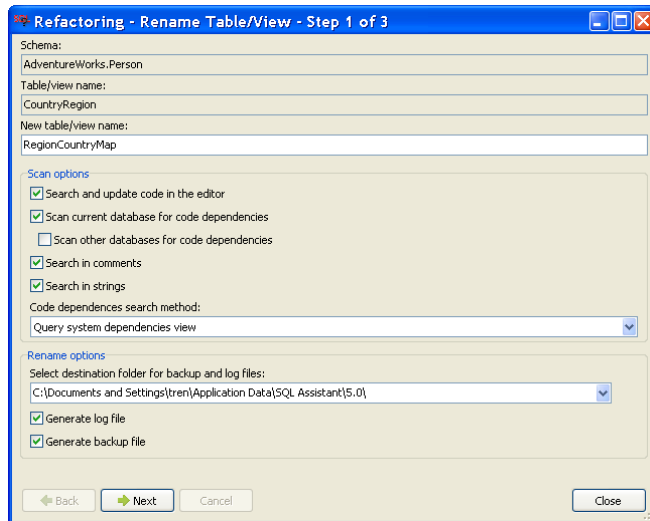 Refactoring - Rename Table/View - Step 1 of 3
Schema:
AdventureWorks.Person
Table/view name:
CountryRegion
New table/view name:
RegionCountryMap
Scan options
Search and update code in the editor
Scan current database for code dependencies
Scan other databases for code dependencies
Search in comments
Search in strings
Code dependences search method:
Query system dependencies view
Rename options
Select destination folder for backup and log files:
C:\Documents and Settings\tren\Application Data\SQL Assistant\5.0\
Generate log file
Generate backup file
Back Next Cancel Close